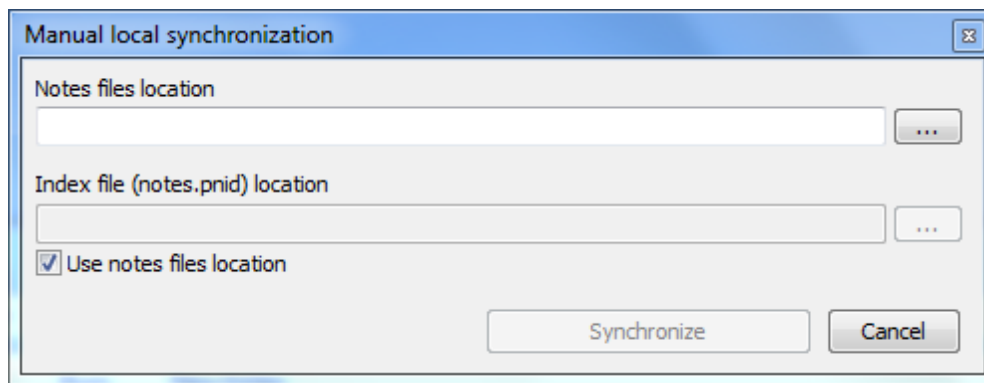 Manual local synchronization
Notes files location
...
Index file (notes.pnid) location
...
Use notes files location
Synchronize Cancel